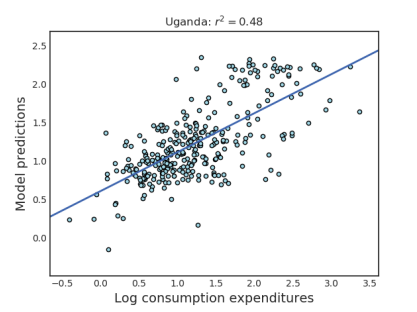 Uganda: r² = 0.48
2.5
2.0
1.5
1.0
0.5
0.0
Model predictions
−0.5 0.0 0.5 1.0 1.5 2.0 2.5 3.0 3.5
Log consumption expenditures